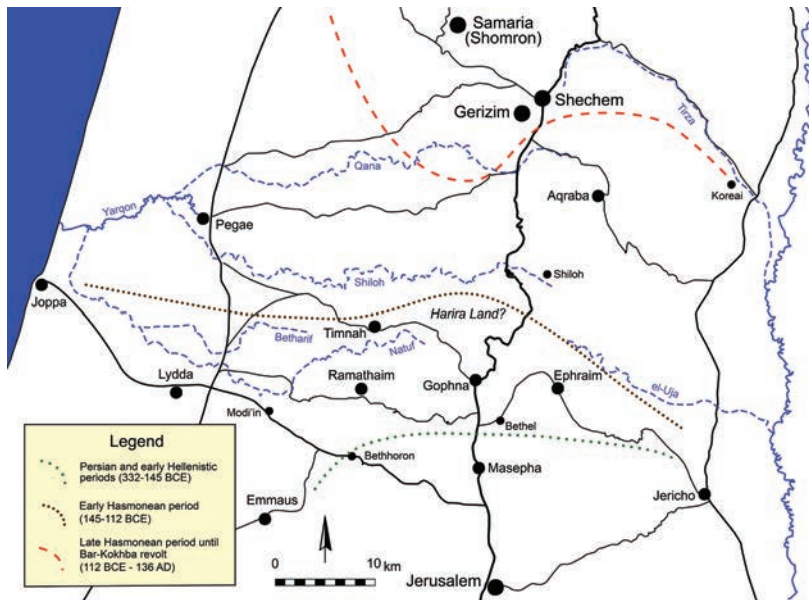 Samaria
(Shomron)
Gerizim
Shechem
Tirza
Qana
Koreai
Aqraba
Yarqon
Pegae
Shiloh
Shiloh
Joppa
Harira Land?
Timnah
Betharif
Natuf
Lydda
Ramathaim
Gophna
Ephraim
el-Uja
Modi'in
Bethel
Bethhoron
Masepha
Emmaus
Jericho
Jerusalem
Legend
Persian and early Hellenistic
periods (332-145 BCE)
Early Hasmonean period
(145-112 BCE)
Late Hasmonean period until
Bar-Kokhba revolt
(112 BCE - 136 AD)
0 10 km